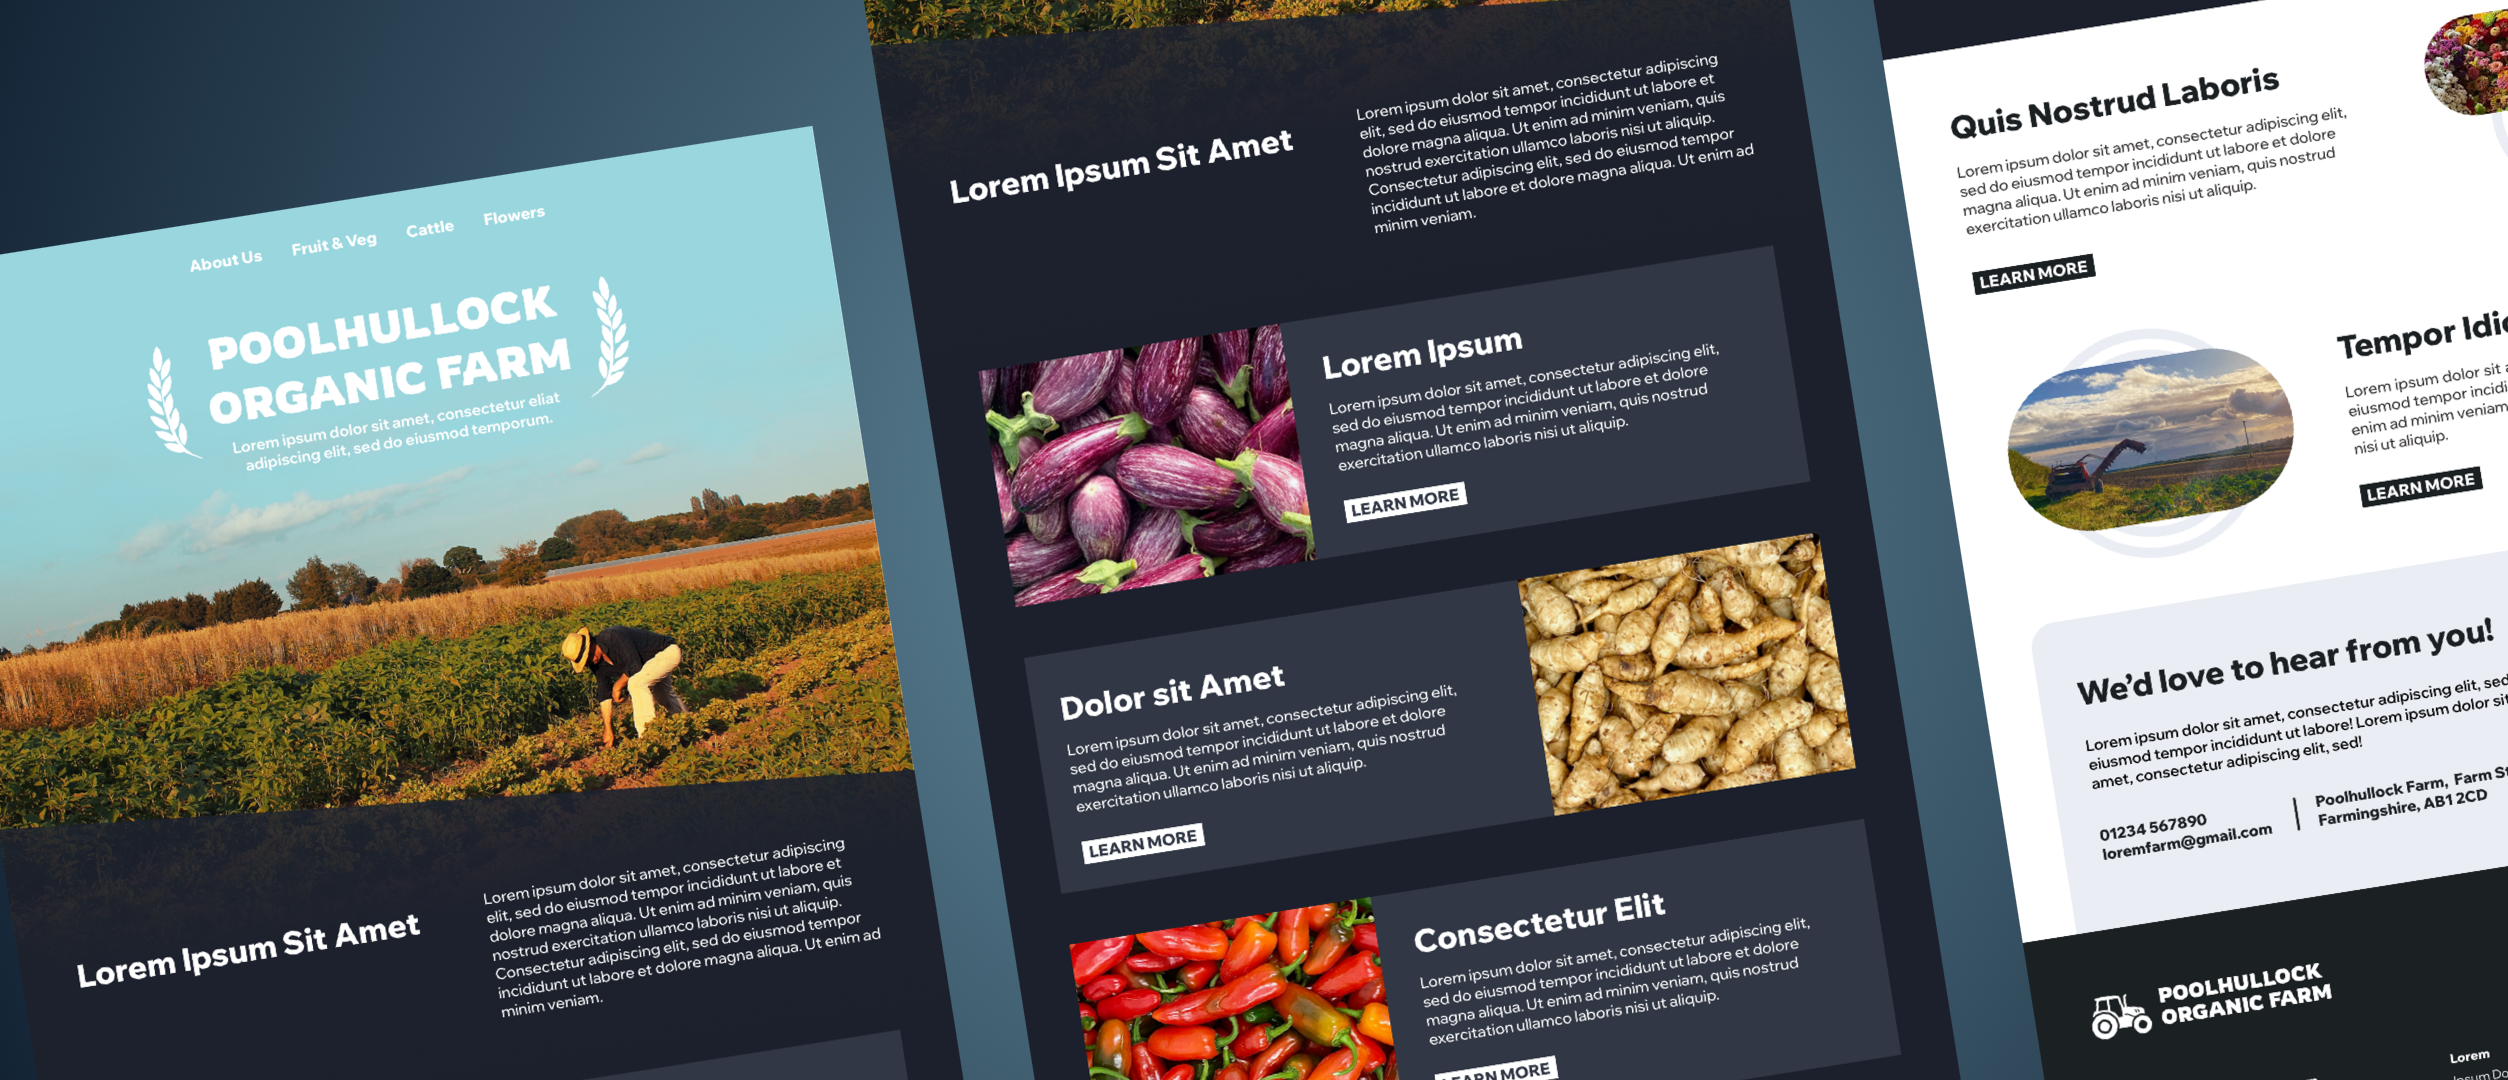 About Us Fruit & Veg Cattle Flowers
POOLHULLOCK
ORGANIC FARM
Lorem ipsum dolor sit amet, consectetur eliat
adipiscing elit, sed do eiusmod temporum.
Lorem Ipsum Sit Amet
Lorem ipsum dolor sit amet, consectetur adipiscing
elit, sed do eiusmod tempor incididunt ut labore et
dolore magna aliqua. Ut enim ad minim veniam, quis
nostrud exercitation ullamco laboris nisi ut aliquip.
Consectetur adipiscing elit, sed do eiusmod tempor
incididunt ut labore et dolore magna aliqua. Ut enim ad
minim veniam.
Lorem Ipsum Sit Amet
Lorem ipsum dolor sit amet, consectetur adipiscing
elit, sed do eiusmod tempor incididunt ut labore et
dolore magna aliqua. Ut enim ad minim veniam, quis
nostrud exercitation ullamco laboris nisi ut aliquip.
Consectetur adipiscing elit, sed do eiusmod tempor
incididunt ut labore et dolore magna aliqua. Ut enim ad
minim veniam.
Lorem Ipsum
Lorem ipsum dolor sit amet, consectetur adipiscing elit,
sed do eiusmod tempor incididunt ut labore et dolore
magna aliqua. Ut enim ad minim veniam, quis nostrud
exercitation ullamco laboris nisi ut aliquip.
LEARN MORE
Dolor sit Amet
Lorem ipsum dolor sit amet, consectetur adipiscing elit,
sed do eiusmod tempor incididunt ut labore et dolore
magna aliqua. Ut enim ad minim veniam, quis nostrud
exercitation ullamco laboris nisi ut aliquip.
LEARN MORE
Consectetur Elit
Lorem ipsum dolor sit amet, consectetur adipiscing elit,
sed do eiusmod tempor incididunt ut labore et dolore
magna aliqua. Ut enim ad minim veniam, quis nostrud
exercitation ullamco laboris nisi ut aliquip.
LEARN MORE
Quis Nostrud Laboris
Lorem ipsum dolor sit amet, consectetur adipiscing elit,
sed do eiusmod tempor incididunt ut labore et dolore
magna aliqua. Ut enim ad minim veniam, quis nostrud
exercitation ullamco laboris nisi ut aliquip.
LEARN MORE
Tempor
Lorem ipsum dolor sit
eiusmod tempor
enim ad minim veniam
nisi ut aliquip.
LEARN MORE
We'd love to hear from you!
Lorem ipsum dolor sit amet, consectetur adipiscing elit, sed
eiusmod tempor incididunt ut labore! Lorem ipsum dolor sit
amet, consectetur adipiscing elit, sed!
01234 567890
loremfarm@gmail.com
Poolhullock Farm, Farm
Farmingshire, AB1 2CD
POOLHULLOCK
ORGANIC FARM
Lorem